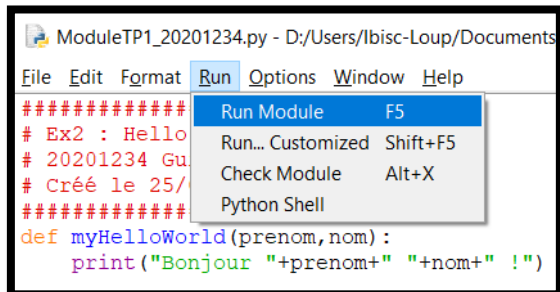 ModuleTP1_20201234.py - D:/Users/Ibisc-Loup/Documents
File Edit Format Run Options Window Help
##############
# Ex2 : Hello
# 20201234 Gu
# Créé le 25/
##############
Run Module F5
Run... Customized Shift+F5
Check Module Alt+X
Python Shell
def myHelloWorld(prenom,nom):
print("Bonjour "+prenom+" "+nom+" !")